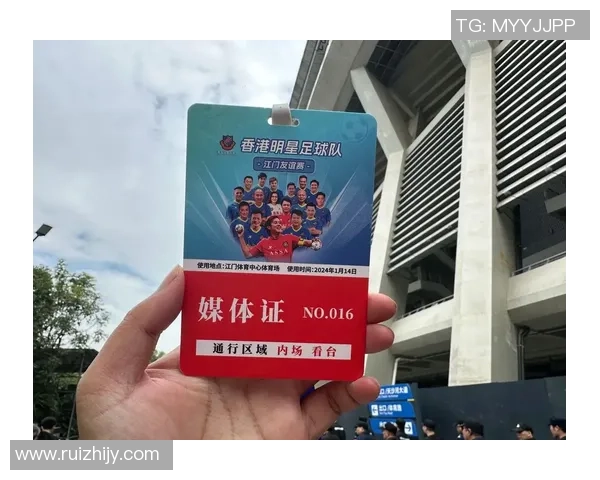 TG: MYYJJPP
香港明星足球队
江门友谊赛
使用地点:江门体育中心体育场 使用时间:2024年1月14日
媒体证 NO.016
通行区域 内场 看台
www.ruizhijy.com